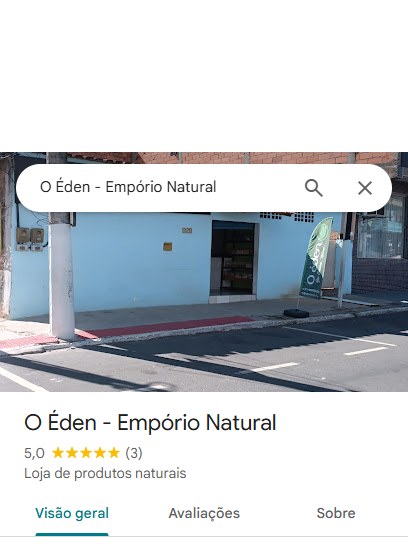 O Éden - Empório Natural
O Éden - Empório Natural
5,0 (3)
Loja de produtos naturais
Visão geral
Avaliações
Sobre